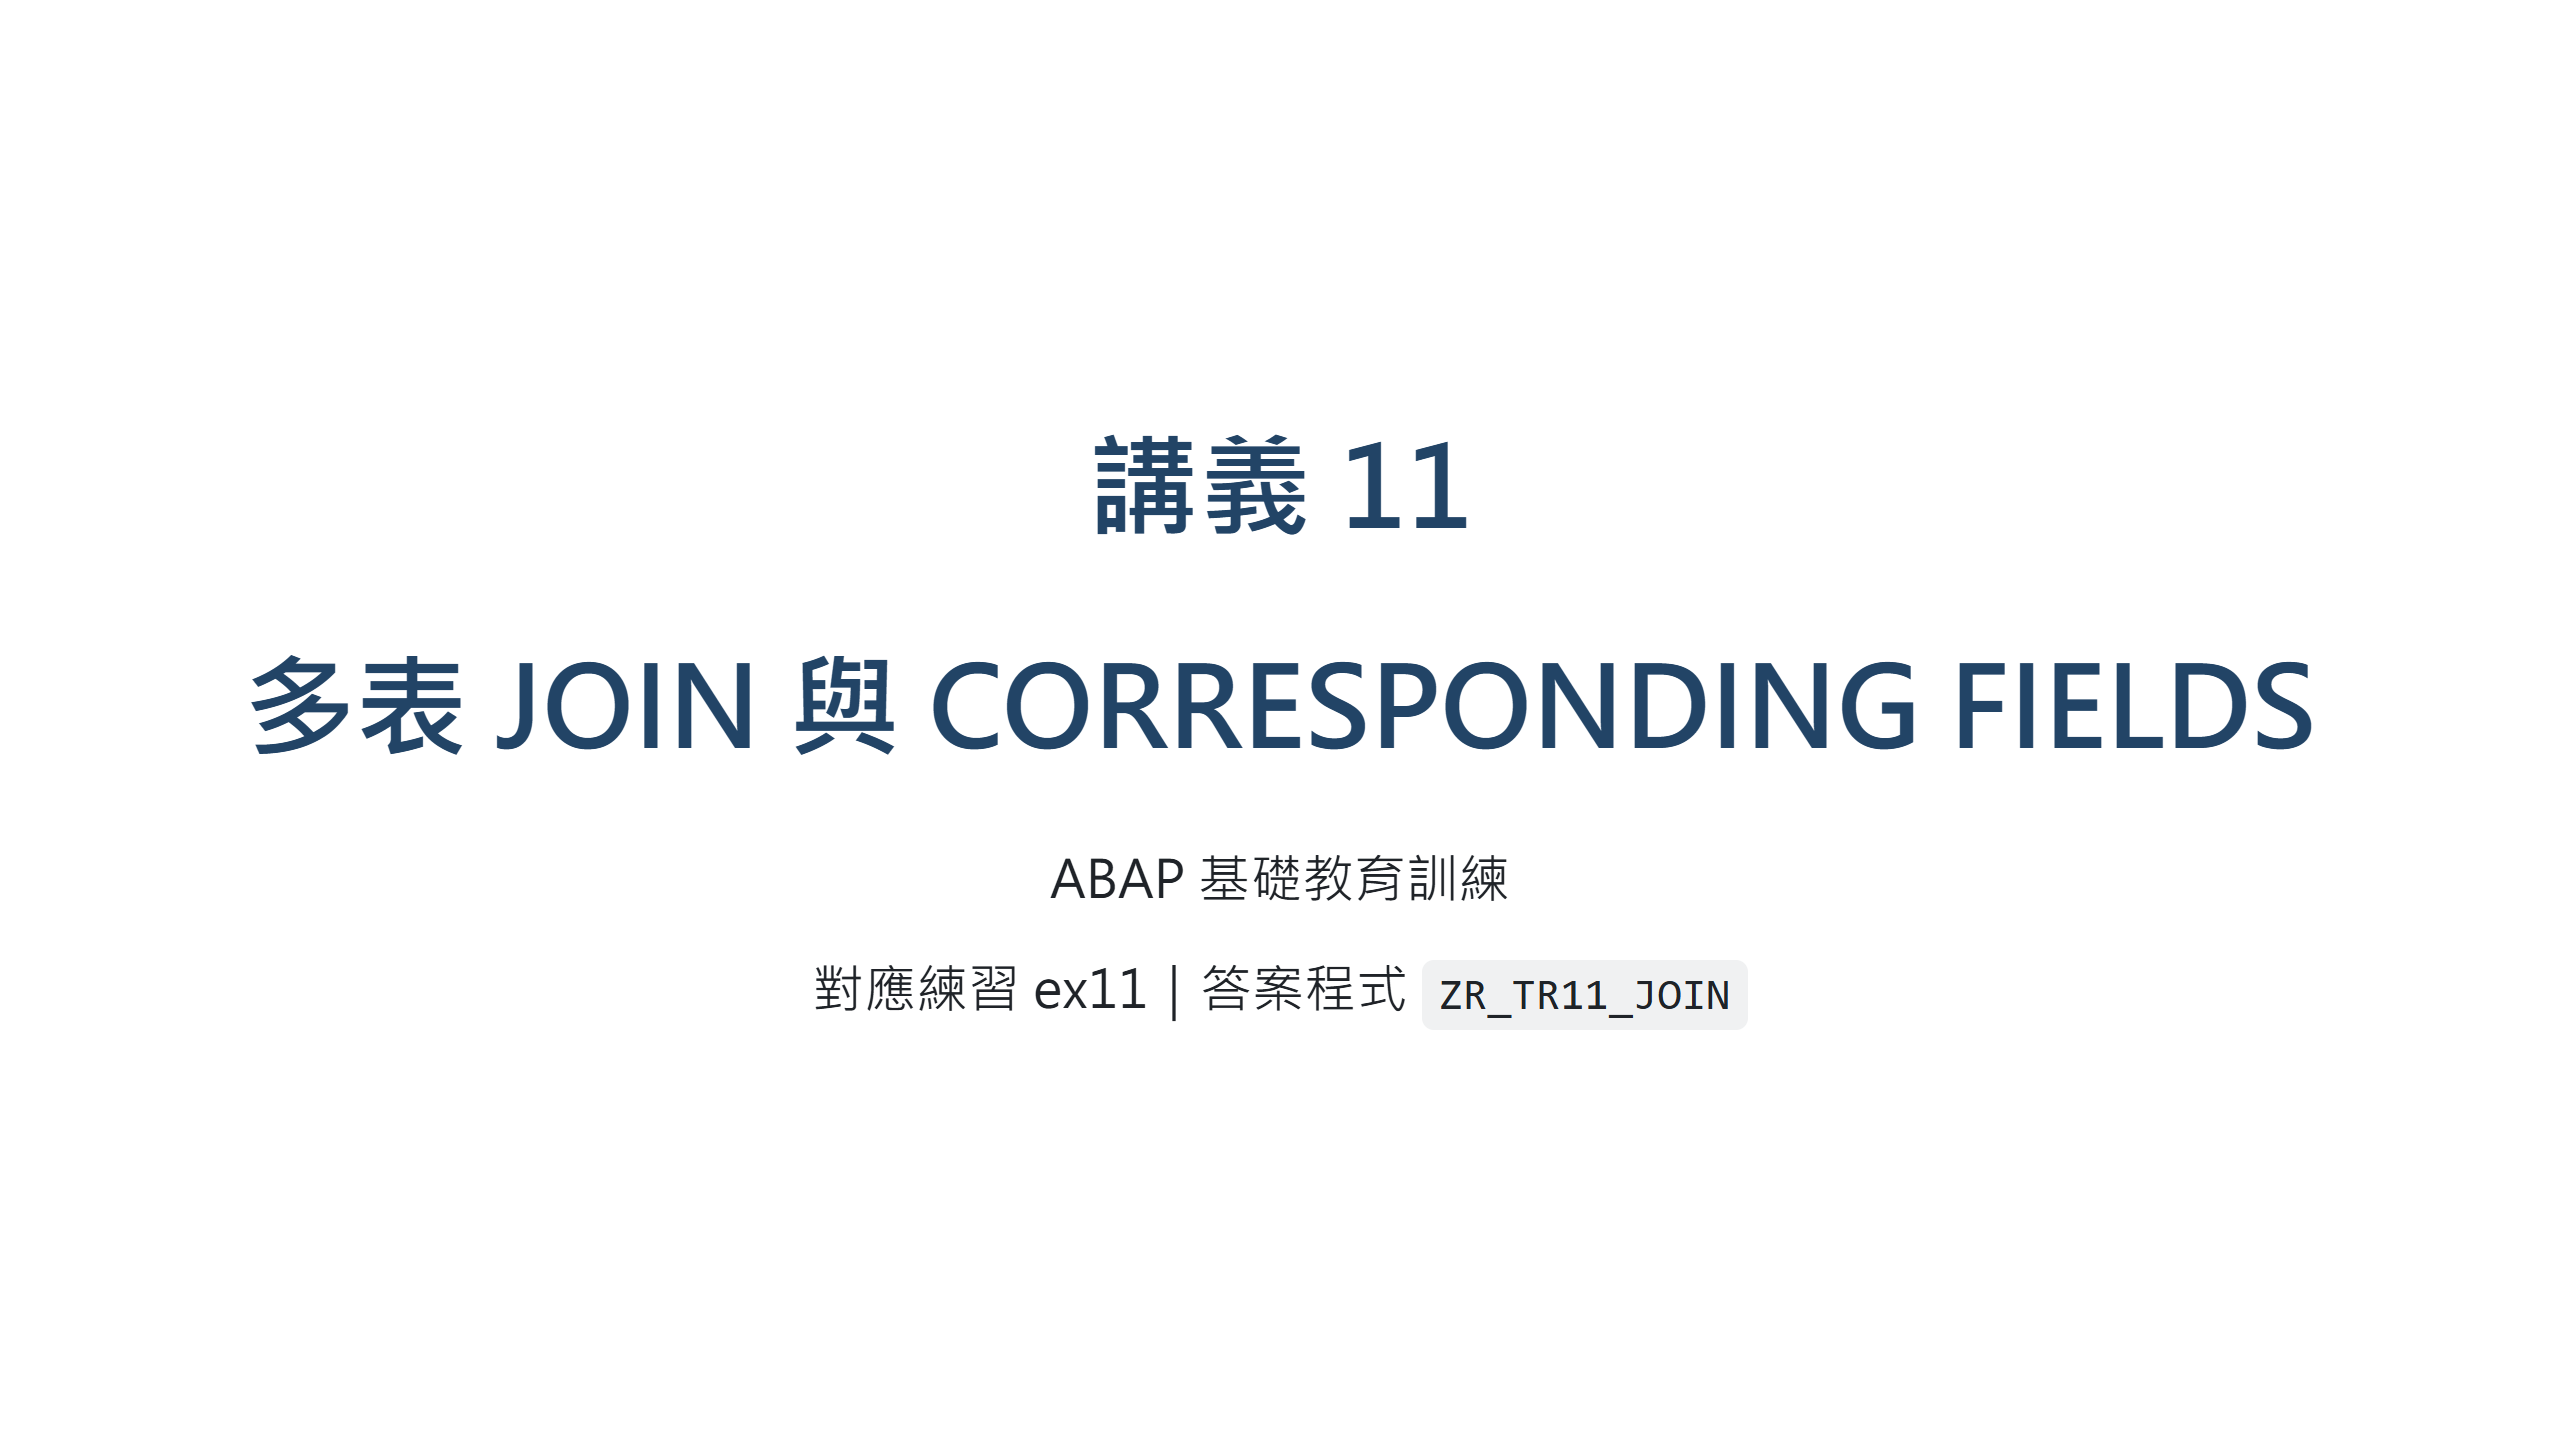 講義 11
多表 JOIN 與 CORRESPONDING FIELDS
ABAP 基礎教育訓練
對應練習 ex11｜答案程式 ZR_TR11_JOIN